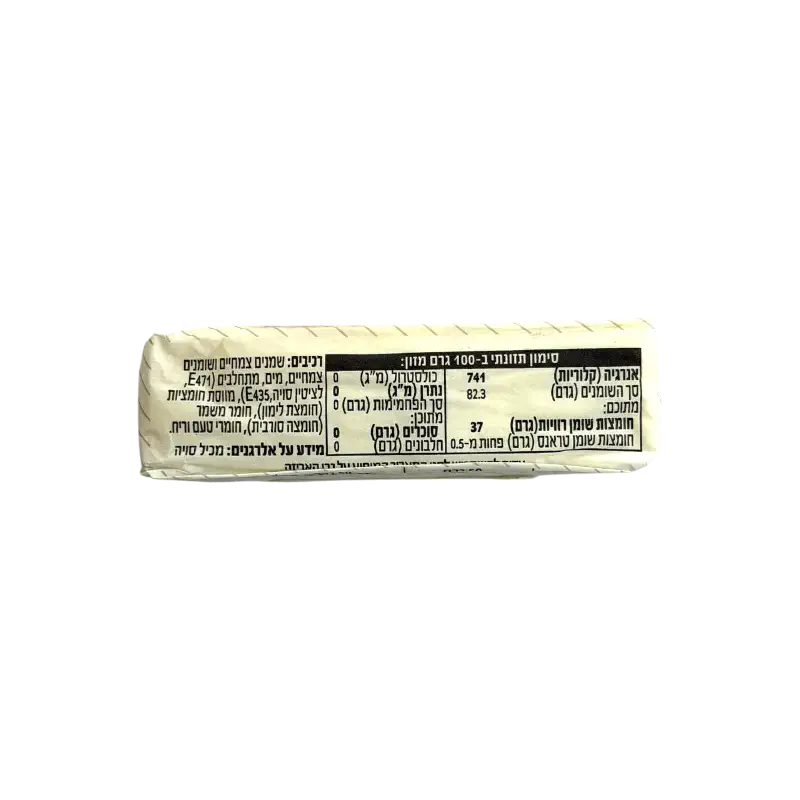 סימון תזונתי ב-100 גרם מזון:
אנרגיה (קלוריות) 741
סך השומנים (גרם) 82.3
מתוכם:
חומצות שומן רוויות(גרם) 37
חומצות שומן טראנס (גרם) פחות מ-0.5
כולסטרול (מ"ג) 0
נתרן (מ"ג) 0
סך הפחמימות (גרם) 0
מתוכן:
סוכרים (גרם) 0
חלבונים (גרם) 0
רכיבים: שמנים צמחיים ושומנים
צמחיים, מים, מתחלבים (E471,
לציטין סויה,E435), מווסת חומציות
(חומצת לימון), חומר משמר
(חומצה סורבית), חומרי טעם וריח.
מידע על אלרגנים: מכיל סויה